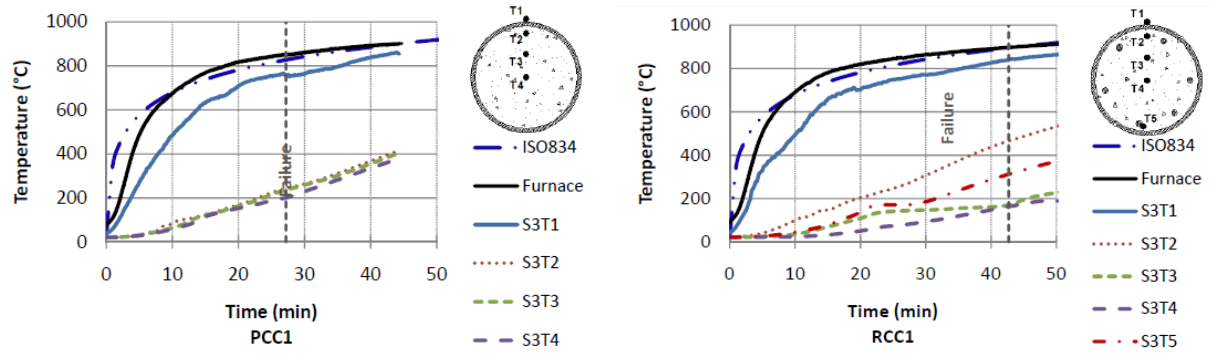 Temperature (°C)
1000
800
600
400
200
0
Failure
0 10 20 30 40 50
Time (min)
PCC1
T1
T2
T3
T4
ISO834
Furnace
S3T1
S3T2
S3T3
S3T4
Temperature (°C)
1000
800
600
400
200
0
Failure
0 10 20 30 40 50
Time (min)
RCC1
T1
T2
T3
T4
T5
ISO834
Furnace
S3T1
S3T2
S3T3
S3T4
S3T5